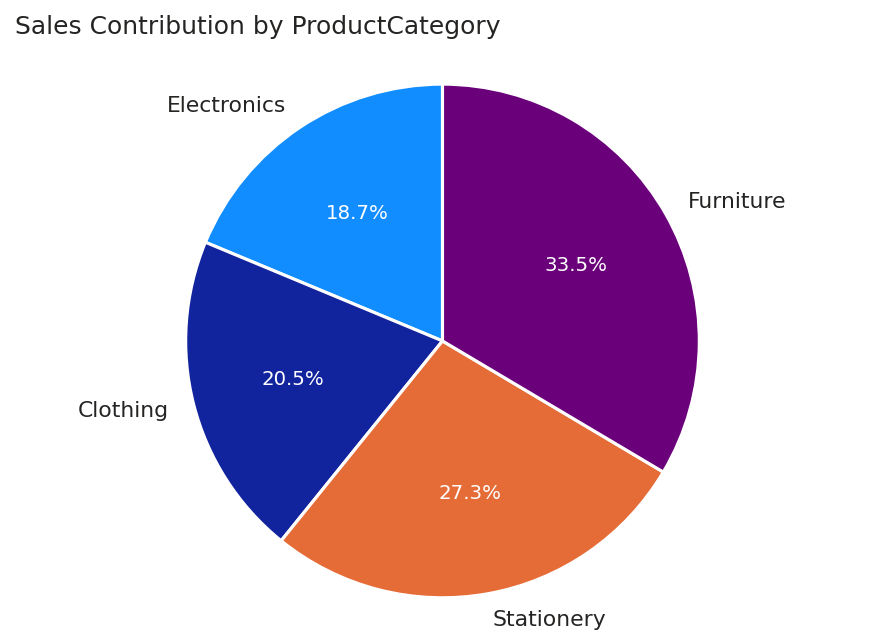 Sales Contribution by ProductCategory
Electronics
Furniture
18.7%
33.5%
20.5%
Clothing
27.3%
Stationery